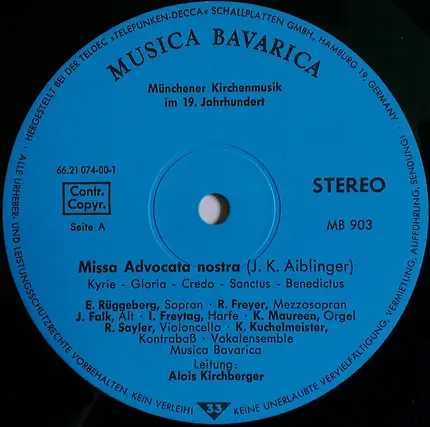 HERGESTELLT BEI DER TELDEC »TELEFUNKEN-DECCA« SCHALLPLATTEN GMBH, HAMBURG 19, GERMANY ·
MUSICA BAVARICA
Münchener Kirchenmusik
im 19. Jahrhundert
66.21 074-00-1
Contr.
Copyr.
STEREO
Seite A
MB 903
Missa Advocata nostra (J. K. Aiblinger)
Kyrie - Gloria - Credo - Sanctus - Benedictus
E. Rüggeberg, Sopran · R. Freyer, Mezzosopran
J. Falk, Alt · I. Freytag, Harfe · K. Maureen, Orgel
R. Sayler, Violoncello · K. Kuchelmeister,
Kontrabaß · Vokalensemble
Musica Bavarica
Leitung:
Alois Kirchberger
· ALLE URHEBER- UND LEISTUNGSSCHUTZRECHTE VORBEHALTEN. KEIN VERLEIH! KEINE UNERLAUBTE VERVIELFÄLTIGUNG, VERMIETUNG, AUFFÜHRUNG, SENDUNG!
33